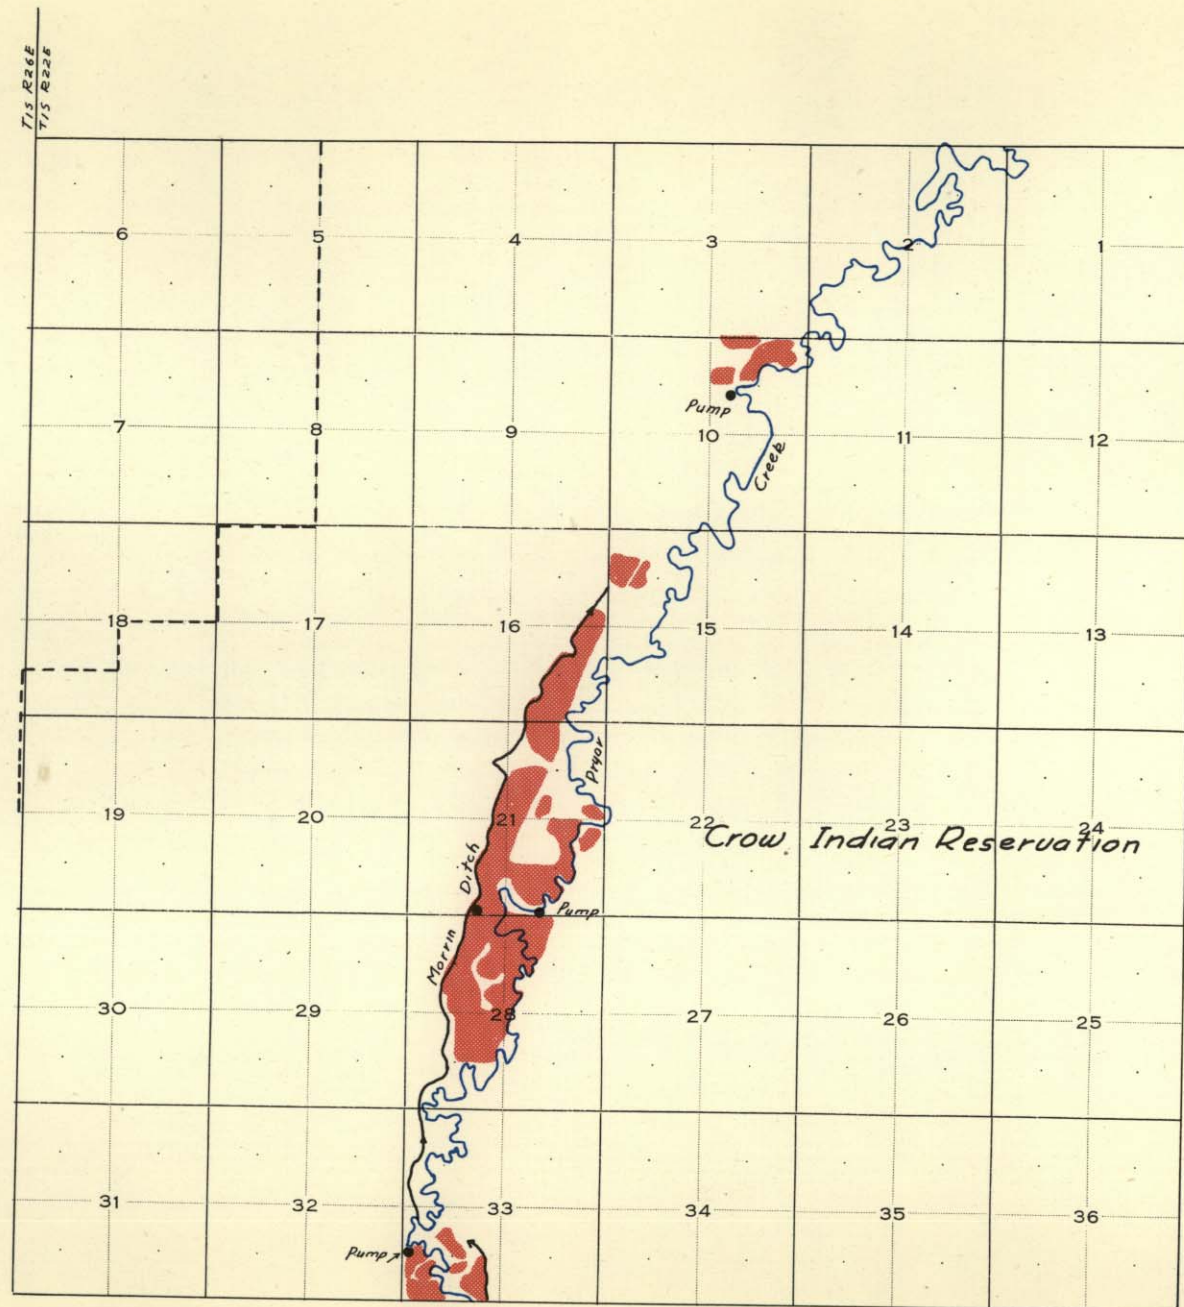 T1S R26E
T1S R22E
6 5 4 3 2 1
Pump
7 8 9 10 11 12
Creek
18 17 16 15 14 13
Pryor
19 20 21 22 23 24
Crow Indian Reservation
Ditch
Pump
Morrin
30 29 28 27 26 25
31 32 33 34 35 36
Pump